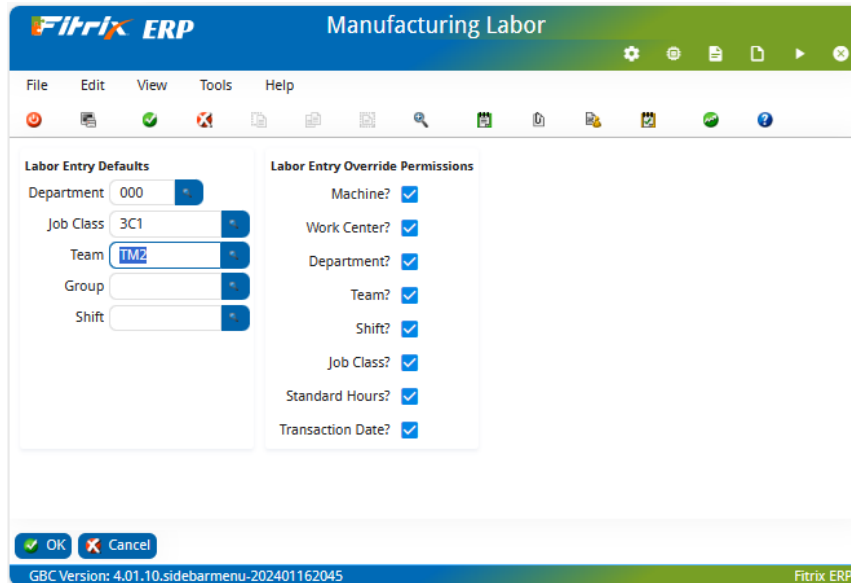 Fitrix ERP
Manufacturing Labor
File Edit View Tools Help
Labor Entry Defaults
Department 000
Job Class 3C1
Team TM2
Group
Shift
Labor Entry Override Permissions
Machine?
Work Center?
Department?
Team?
Shift?
Job Class?
Standard Hours?
Transaction Date?
OK Cancel
GBC Version: 4.01.10.sidebarmenu-202401162045 Fitrix ERP